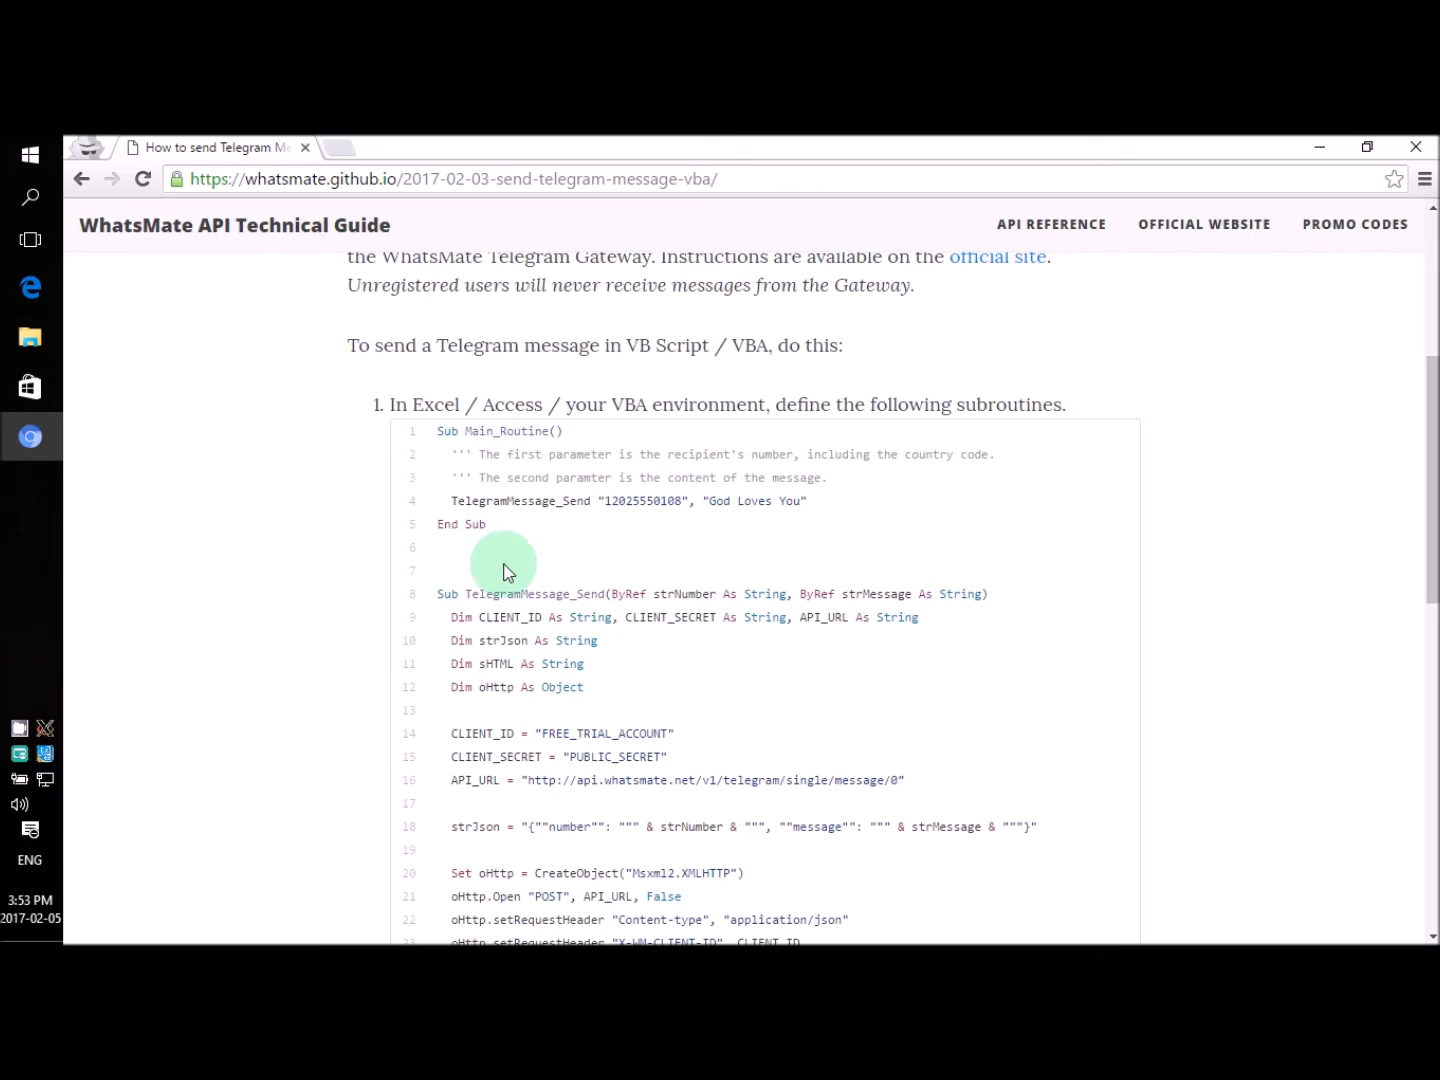 How to send Telegram Me
https://whatsmate.github.io/2017-02-03-send-telegram-message-vba/
WhatsMate API Technical Guide
API REFERENCE
OFFICIAL WEBSITE
PROMO CODES
the WhatsMate Telegram Gateway. Instructions are available on the official site.
Unregistered users will never receive messages from the Gateway.
To send a Telegram message in VB Script / VBA, do this:
1. In Excel / Access / your VBA environment, define the following subroutines.
1 Sub Main_Routine()
2 ''' The first parameter is the recipient's number, including the country code.
3 ''' The second paramter is the content of the message.
4 TelegramMessage_Send "12025550108", "God Loves You"
5 End Sub
6
7
8 Sub TelegramMessage_Send(ByRef strNumber As String, ByRef strMessage As String)
9 Dim CLIENT_ID As String, CLIENT_SECRET As String, API_URL As String
10 Dim strJson As String
11 Dim sHTML As String
12 Dim oHttp As Object
13
14 CLIENT_ID = "FREE_TRIAL_ACCOUNT"
15 CLIENT_SECRET = "PUBLIC_SECRET"
16 API_URL = "http://api.whatsmate.net/v1/telegram/single/message/0"
17
18 strJson = "{""number"": """ & strNumber & """, ""message"": """ & strMessage & """}"
19
20 Set oHttp = CreateObject("Msxml2.XMLHTTP")
21 oHttp.Open "POST", API_URL, False
22 oHttp.setRequestHeader "Content-type", "application/json"
23 oHttp.setRequestHeader "X-WM-CLIENT-ID", CLIENT_ID
ENG
3:53 PM
2017-02-05